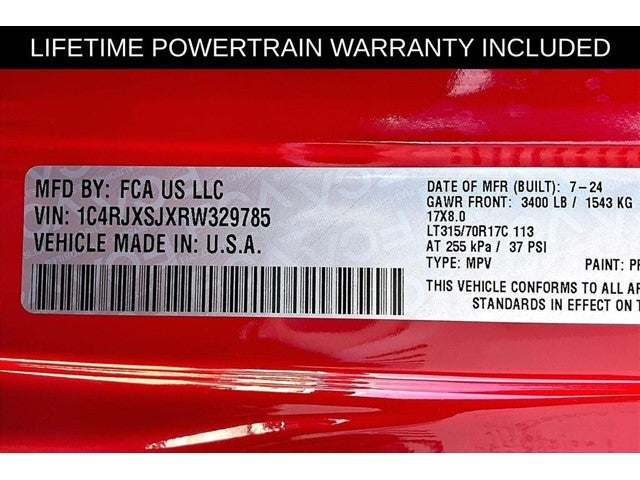 LIFETIME POWERTRAIN WARRANTY INCLUDED
MFD BY: FCA US LLC
VIN: 1C4RJXSJXRW329785
VEHICLE MADE IN U.S.A.
DATE OF MFR (BUILT): 7-24
GAWR FRONT: 3400 LB / 1543 KG
17X8.0
LT315/70R17C 113
AT 255 kPa / 37 PSI
TYPE: MPV PAINT:
THIS VEHICLE CONFORMS TO ALL
STANDARDS IN EFFECT ON